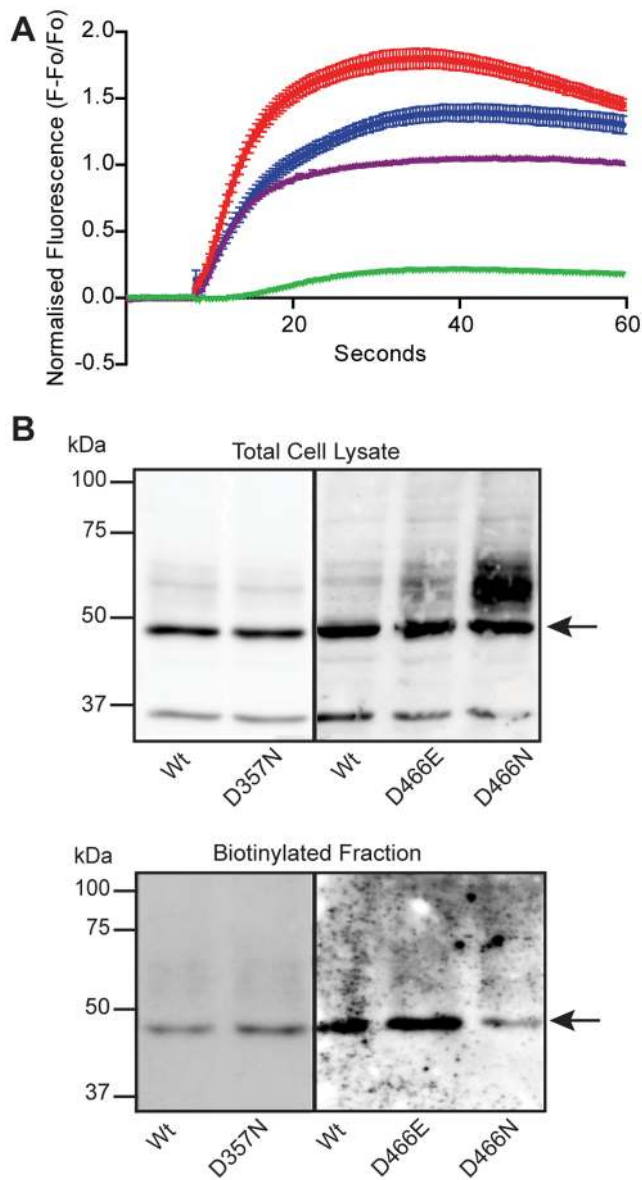 A
Normalised Fluorescence (F-Fo/Fo)
2.0
1.5
1.0
0.5
0.0
-0.5
20
40
60
Seconds
B
kDa
Total Cell Lysate
100
75
50
37
Wt
D357N
Wt
D466E
D466N
kDa
Biotinylated Fraction
100
75
50
37
Wt
D357N
Wt
D466E
D466N